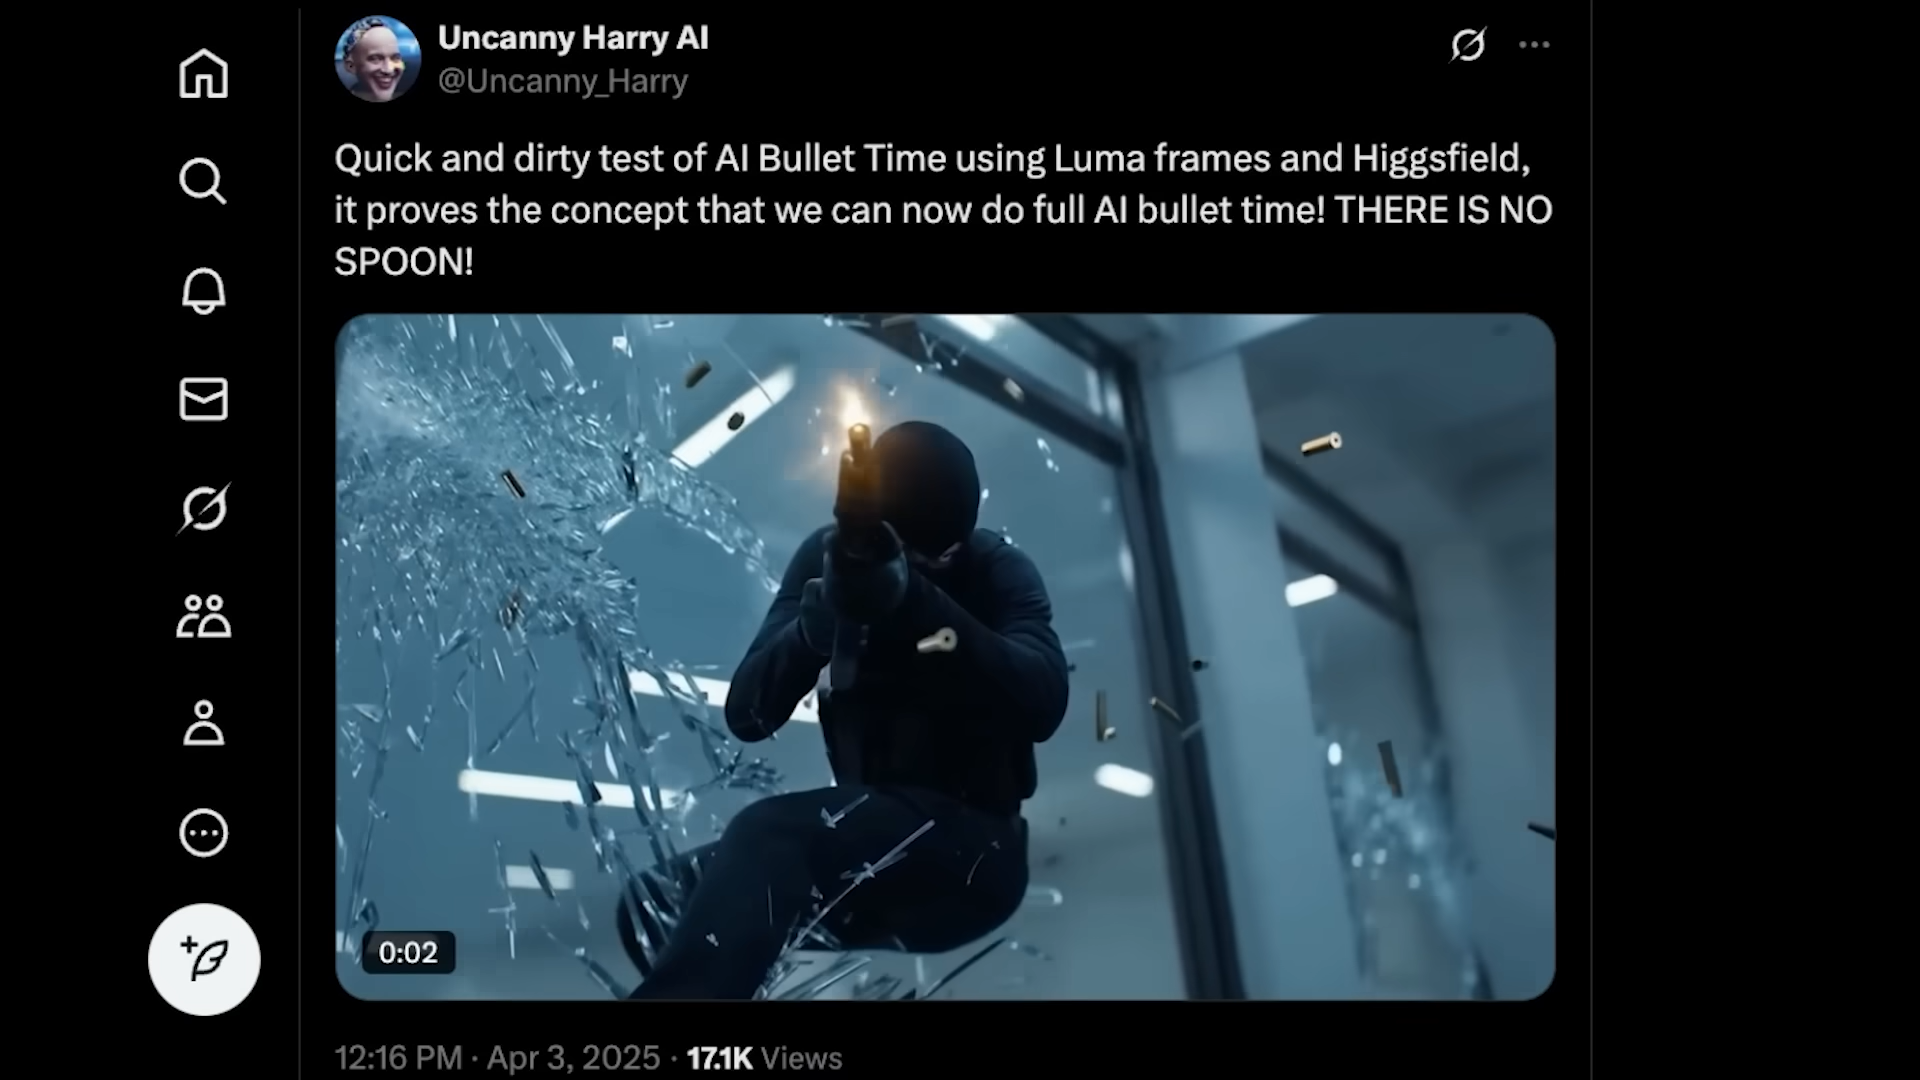 Uncanny Harry AI
@Uncanny_Harry
Quick and dirty test of AI Bullet Time using Luma frames and Higgsfield,
it proves the concept that we can now do full AI bullet time! THERE IS NO
SPOON!
0:02
12:16 PM · Apr 3, 2025 · 17.1K Views